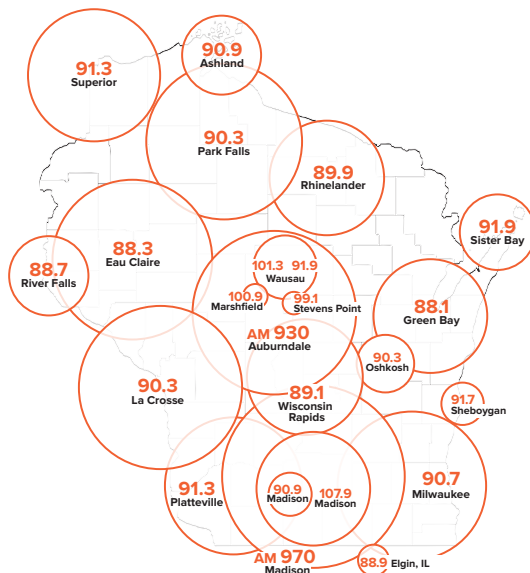 90.9
Ashland
91.3
Superior
90.3
Park Falls
89.9
Rhinelander
91.9
Sister Bay
88.3
Eau Claire
88.7
River Falls
101.3 91.9
Wausau
100.9
Marshfield
99.1
Stevens Point
88.1
Green Bay
AM 930
Auburndale
90.3
Oshkosh
90.3
La Crosse
89.1
Wisconsin
Rapids
91.7
Sheboygan
91.3
Platteville
90.9
Madison
107.9
Madison
90.7
Milwaukee
AM 970
Madison
88.9 Elgin, IL